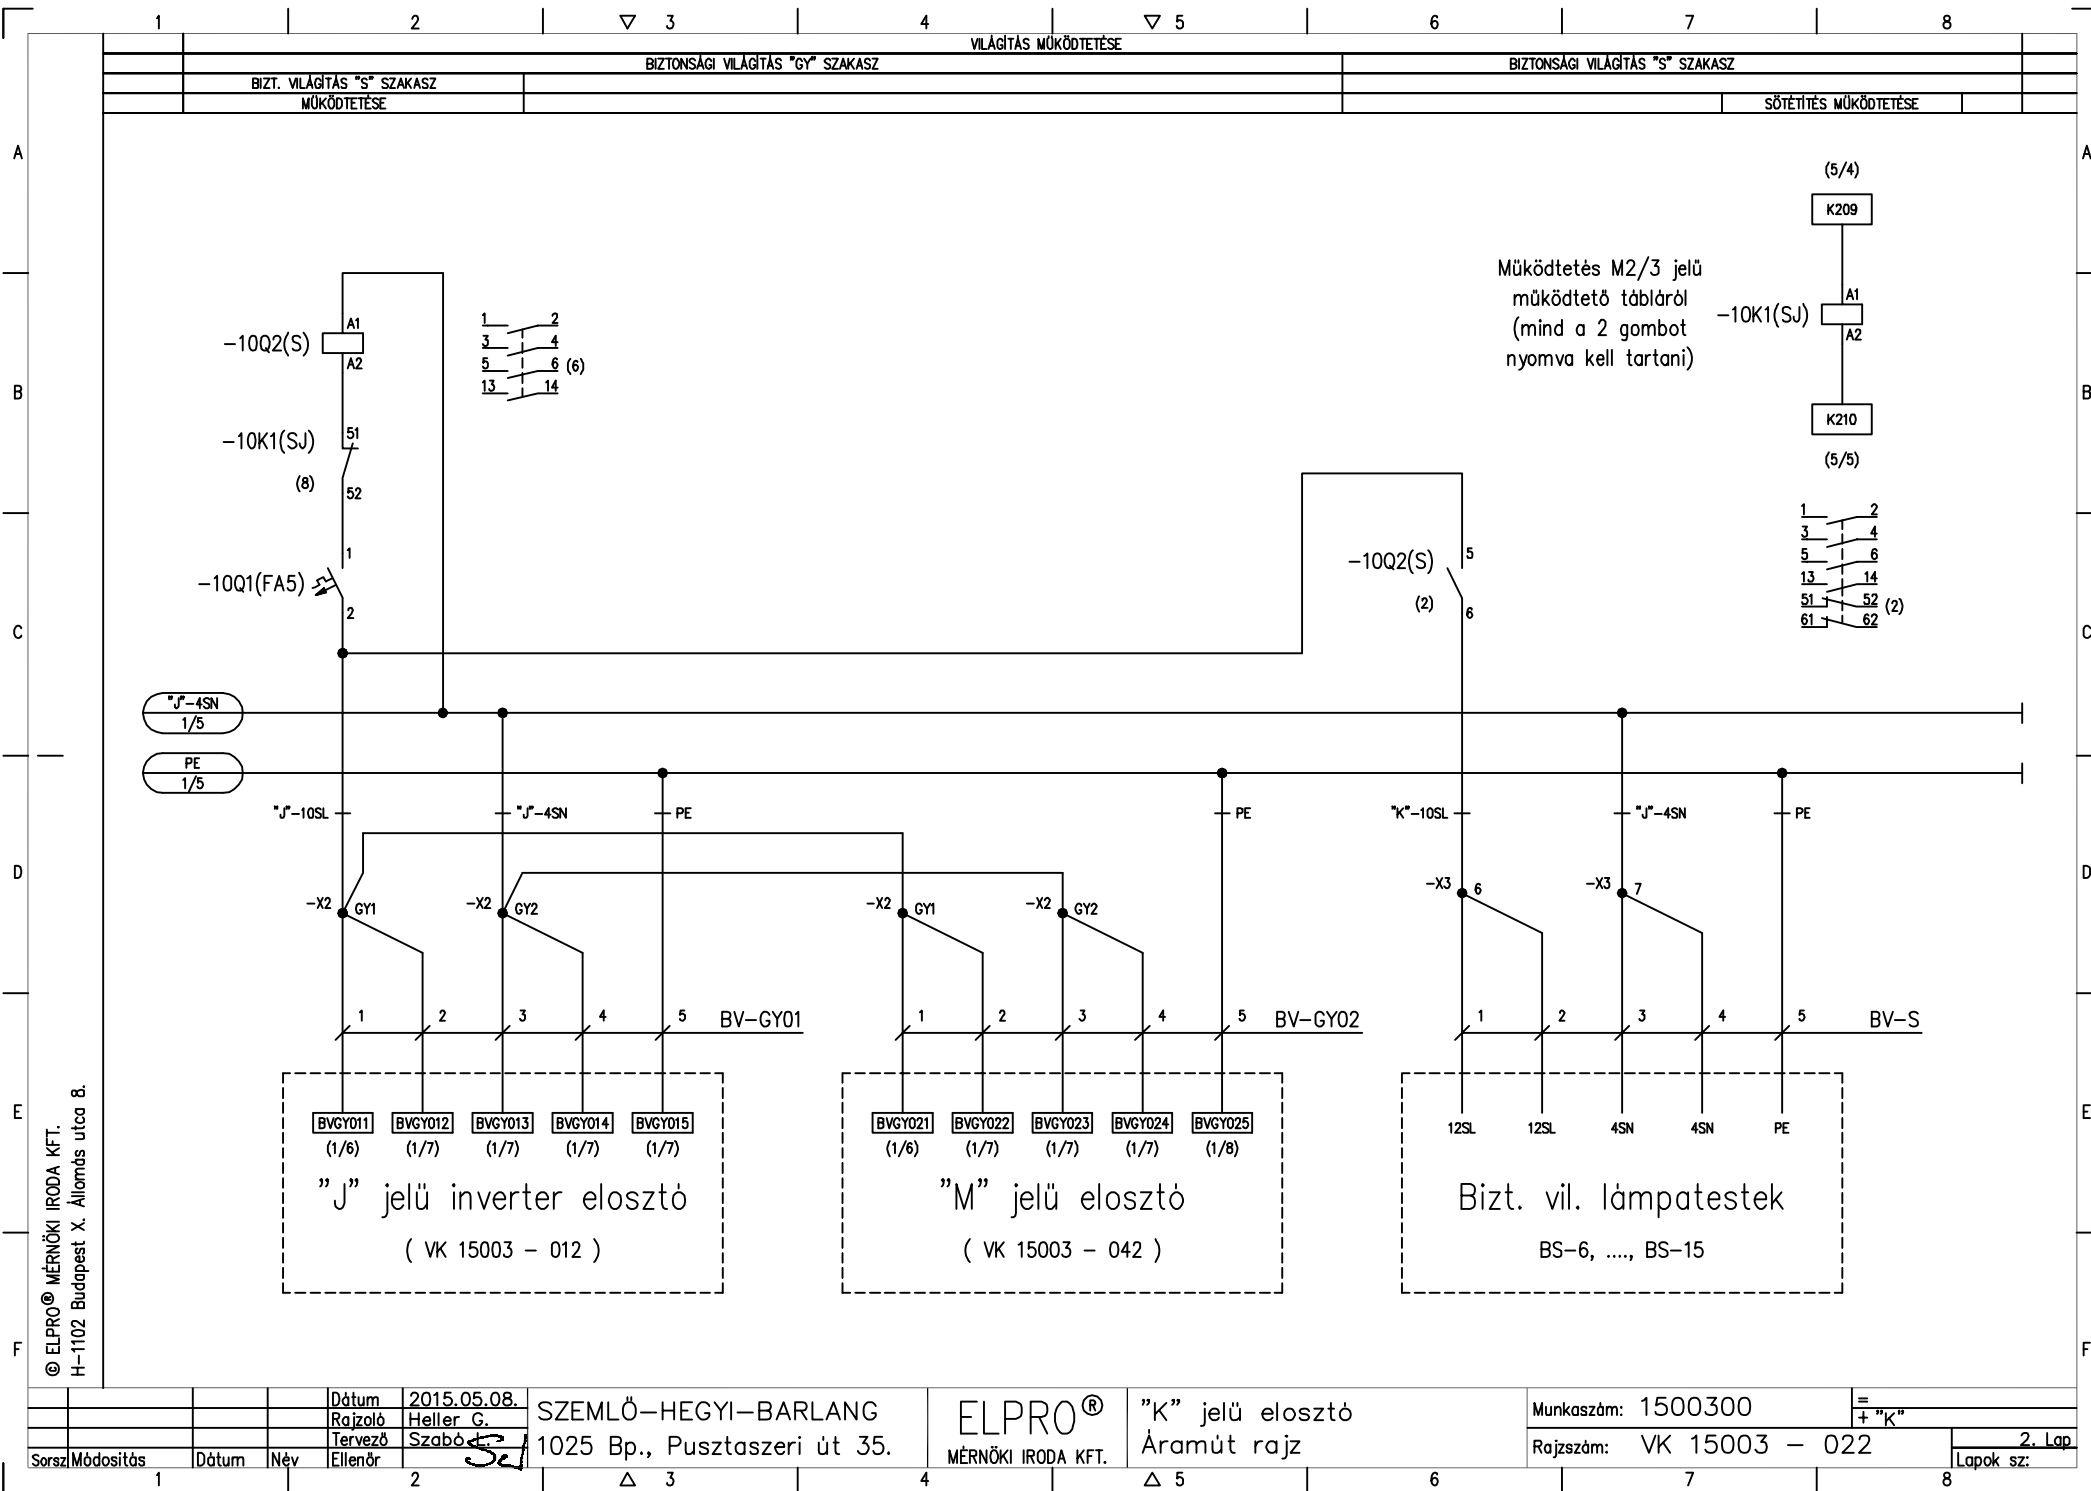 1 2 3 4 5 6 7 8
VILÁGÍTÁS MŰKÖDTETÉSE
BIZTONSÁGI VILÁGÍTÁS "GY" SZAKASZ
BIZTONSÁGI VILÁGÍTÁS "S" SZAKASZ
BIZT. VILÁGÍTÁS "S" SZAKASZ
MŰKÖDTETÉSE
SÖTÉTÍTÉS MŰKÖDTETÉSE
A
A
(5/4)
K209
Működtetés M2/3 jelű
működtető tábláról
(mind a 2 gombot
nyomva kell tartani)
-10K1(SJ)
A1
A2
K210
(5/5)
-10Q2(S)
A1
A2
1 2
3 4
5 6 (6)
13 14
B
B
-10K1(SJ)
(8)
51
52
-10Q1(FA5)
1
2
-10Q2(S)
(2)
5
6
1 2
3 4
5 6
13 14
51 52 (2)
61 62
C
C
"J"-4SN
1/5
PE
1/5
"J"-10SL
"J"-4SN
PE
PE
"K"-10SL
"J"-4SN
PE
D
D
-X2 GY1
-X2 GY2
-X2 GY1
-X2 GY2
-X3 6
-X3 7
1 2 3 4 5 BV-GY01
1 2 3 4 5 BV-GY02
1 2 3 4 5 BV-S
E
E
BVGY011 BVGY012 BVGY013 BVGY014 BVGY015
(1/6) (1/7) (1/7) (1/7) (1/7)
"J" jelű inverter elosztó
( VK 15003 - 012 )
BVGY021 BVGY022 BVGY023 BVGY024 BVGY025
(1/6) (1/7) (1/7) (1/7) (1/8)
"M" jelű elosztó
( VK 15003 - 042 )
12SL 12SL 4SN 4SN PE
Bizt. vil. lámpatestek
BS-6, ...., BS-15
F
F
© ELPRO® MÉRNÖKI IRODA KFT.
H-1102 Budapest X. Állomás utca 8.
Sorsz Módosítás Dátum Név
Dátum 2015.05.08.
Rajzoló Heller G.
Tervező Szabó L.
Ellenőr
SZEMLŐ-HEGYI-BARLANG
1025 Bp., Pusztaszeri út 35.
ELPRO®
MÉRNÖKI IRODA KFT.
"K" jelű elosztó
Áramút rajz
Munkaszám: 1500300
Rajzszám: VK 15003 - 022
=
+ "K"
2. Lap
Lapok sz:
1 2 3 4 5 6 7 8